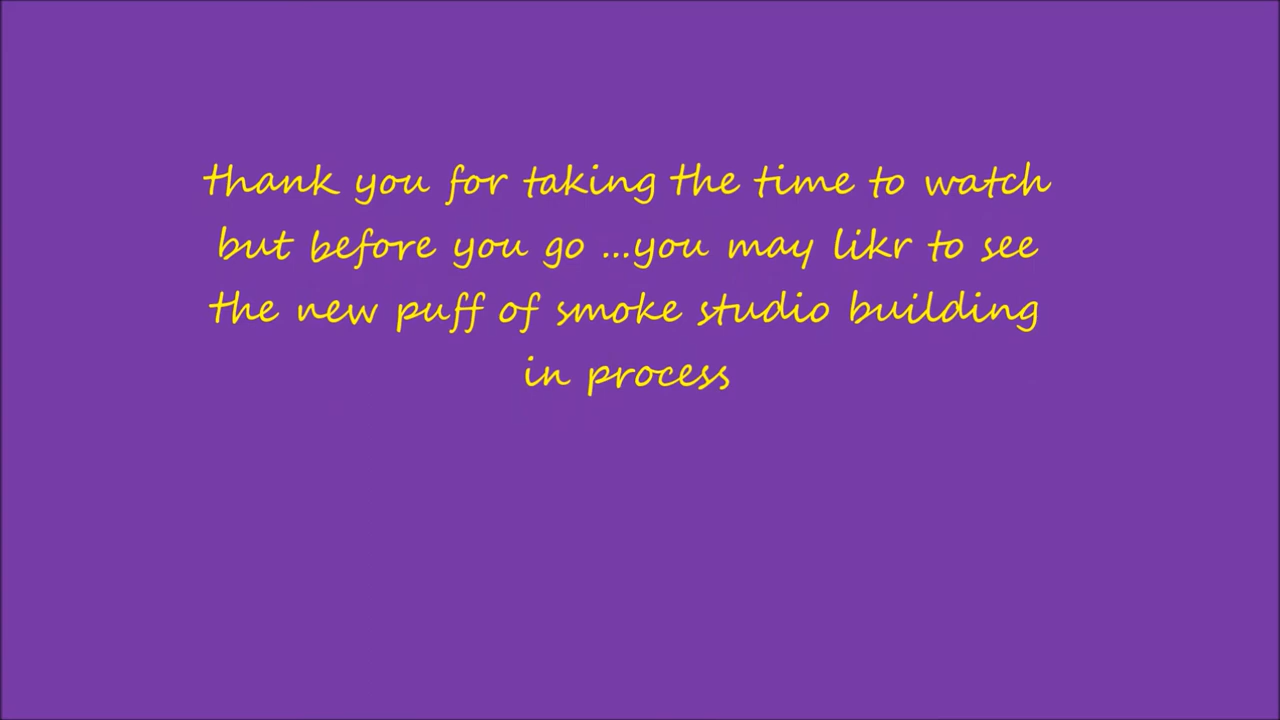 thank you for taking the time to watch
but before you go ...you may likr to see
the new puff of smoke studio building
in process